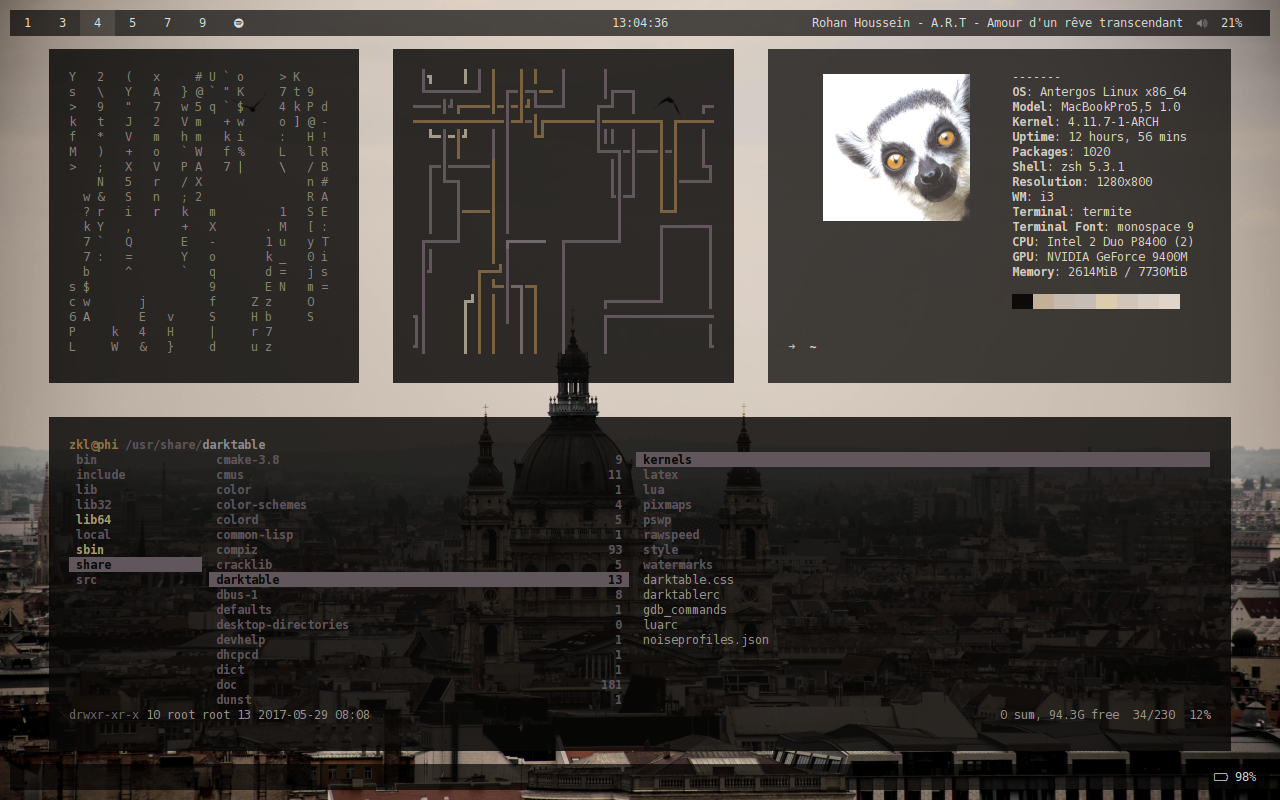 1 3 4 5 7 9
13:04:36
Rohan Houssein - A.R.T - Amour d'un rêve transcendant 21%
Y 2 ( x # U ` o > K
s \ Y A } @ ` " K 7 t 9
> 9 " 7 w 5 q ` $ 4 k P d
k t J 2 V m + w o ] @ -
f * V m h m k i : H !
M ) + o ` W f % L l R
> ; X V P A 7 | \ / B
N 5 r / X n #
w & S n ; 2 R A
? r i r k m 1 S E
k Y , + X . M [ :
7 ` Q E - 1 u y T
7 : = Y o k _ 0 i
b ^ ` q d = j s
s $ 9 E N m =
c w j f Z z O
6 A E v S H b S
P k 4 H | r 7
L W & } d u z
-------
OS: Antergos Linux x86_64
Model: MacBookPro5,5 1.0
Kernel: 4.11.7-1-ARCH
Uptime: 12 hours, 56 mins
Packages: 1020
Shell: zsh 5.3.1
Resolution: 1280x800
WM: i3
Terminal: termite
Terminal Font: monospace 9
CPU: Intel 2 Duo P8400 (2)
GPU: NVIDIA GeForce 9400M
Memory: 2614MiB / 7730MiB
→ ~
zkl@phi /usr/share/darktable
bin cmake-3.8 9 kernels
include cmus 11 latex
lib color 1 lua
lib32 color-schemes 4 pixmaps
lib64 colord 5 pswp
local common-lisp 1 rawspeed
sbin compiz 93 style
share cracklib 5 watermarks
src darktable 13 darktable.css
dbus-1 8 darktablerc
defaults 1 gdb_commands
desktop-directories 0 luarc
devhelp 1 noiseprofiles.json
dhcpcd 1
dict 1
doc 181
dunst 1
drwxr-xr-x 10 root root 13 2017-05-29 08:08 0 sum, 94.3G free 34/230 12%
98%